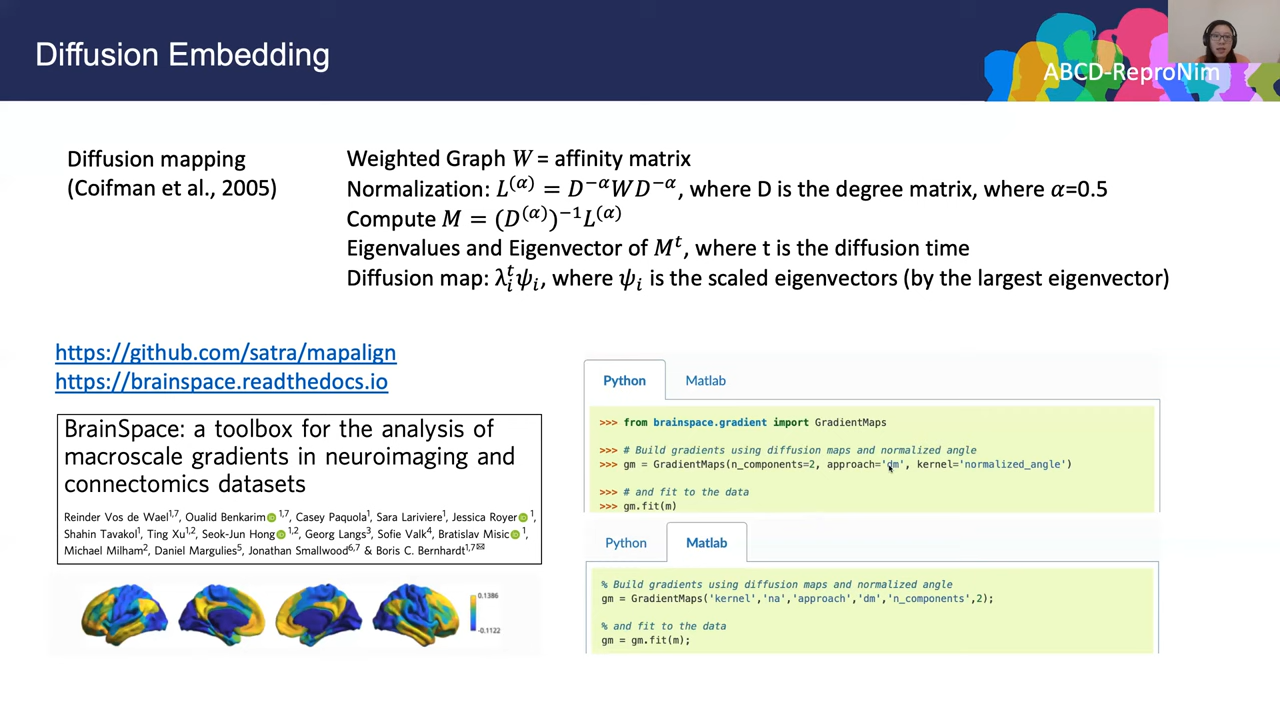 Diffusion Embedding
ABCD-ReproNim
Diffusion mapping
(Coifman et al., 2005)
Weighted Graph W = affinity matrix
Normalization: L^(α) = D^−α W D^−α, where D is the degree matrix, where α=0.5
Compute M = (D^(α))^−1 L^(α)
Eigenvalues and Eigenvector of M^t, where t is the diffusion time
Diffusion map: λ_i^t ψ_i, where ψ_i is the scaled eigenvectors (by the largest eigenvector)
https://github.com/satra/mapalign
https://brainspace.readthedocs.io
BrainSpace: a toolbox for the analysis of
macroscale gradients in neuroimaging and
connectomics datasets
Reinder Vos de Wael1,7, Oualid Benkarim 1,7, Casey Paquola1, Sara Lariviere1, Jessica Royer 1,
Shahin Tavakol1, Ting Xu1,2, Seok-Jun Hong 1,2, Georg Langs3, Sofie Valk4, Bratislav Misic 1,
Michael Milham2, Daniel Margulies5, Jonathan Smallwood6,7 & Boris C. Bernhardt1,7✉
0.1386
-0.1122
Python Matlab
>>> from brainspace.gradient import GradientMaps
>>> # Build gradients using diffusion maps and normalized angle
>>> gm = GradientMaps(n_components=2, approach='dm', kernel='normalized_angle')
>>> # and fit to the data
>>> gm.fit(m)
Python Matlab
% Build gradients using diffusion maps and normalized angle
gm = GradientMaps('kernel','na','approach','dm','n_components',2);
% and fit to the data
gm = gm.fit(m);